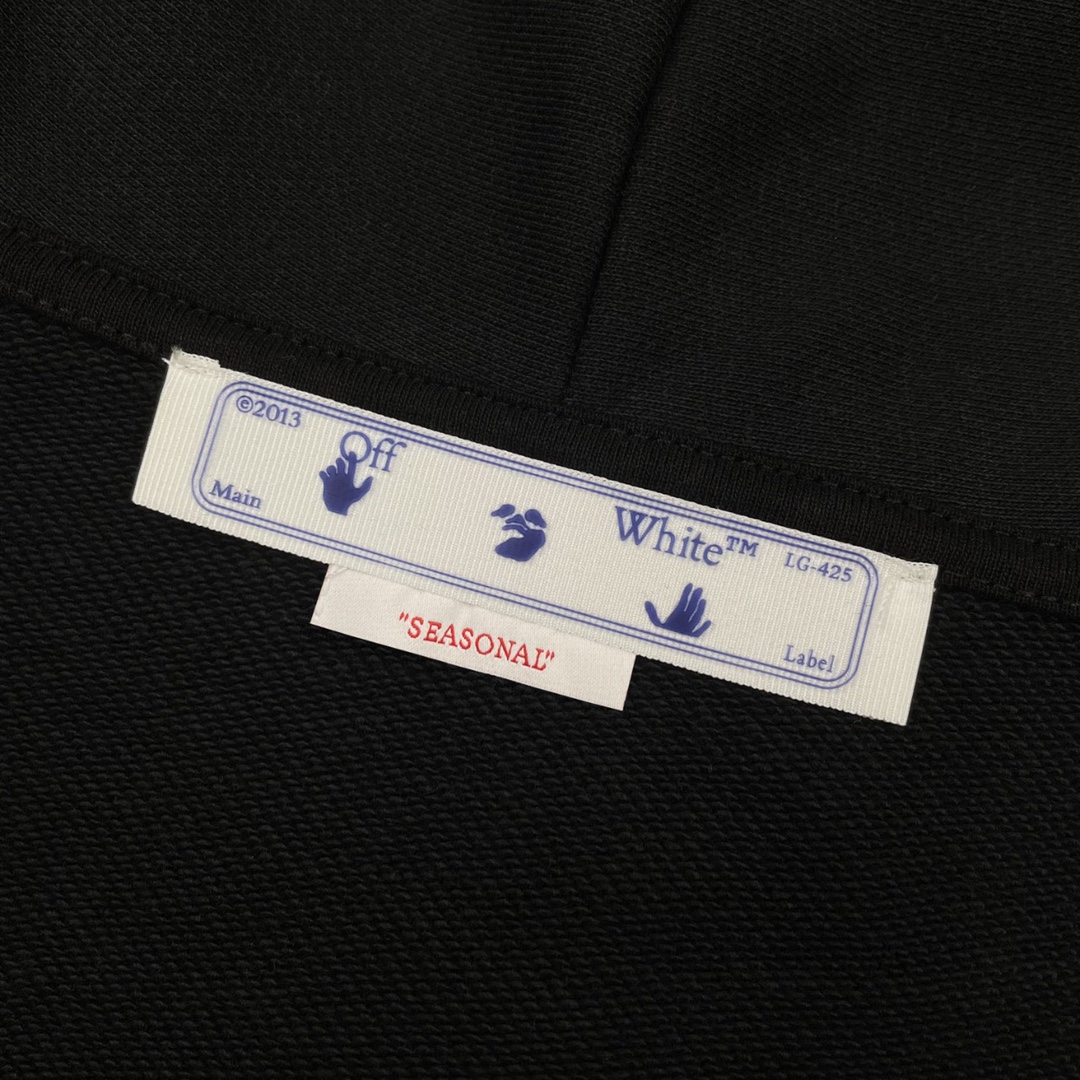 ©2013
Off
White™
LG-425
Main
Label
"SEASONAL"